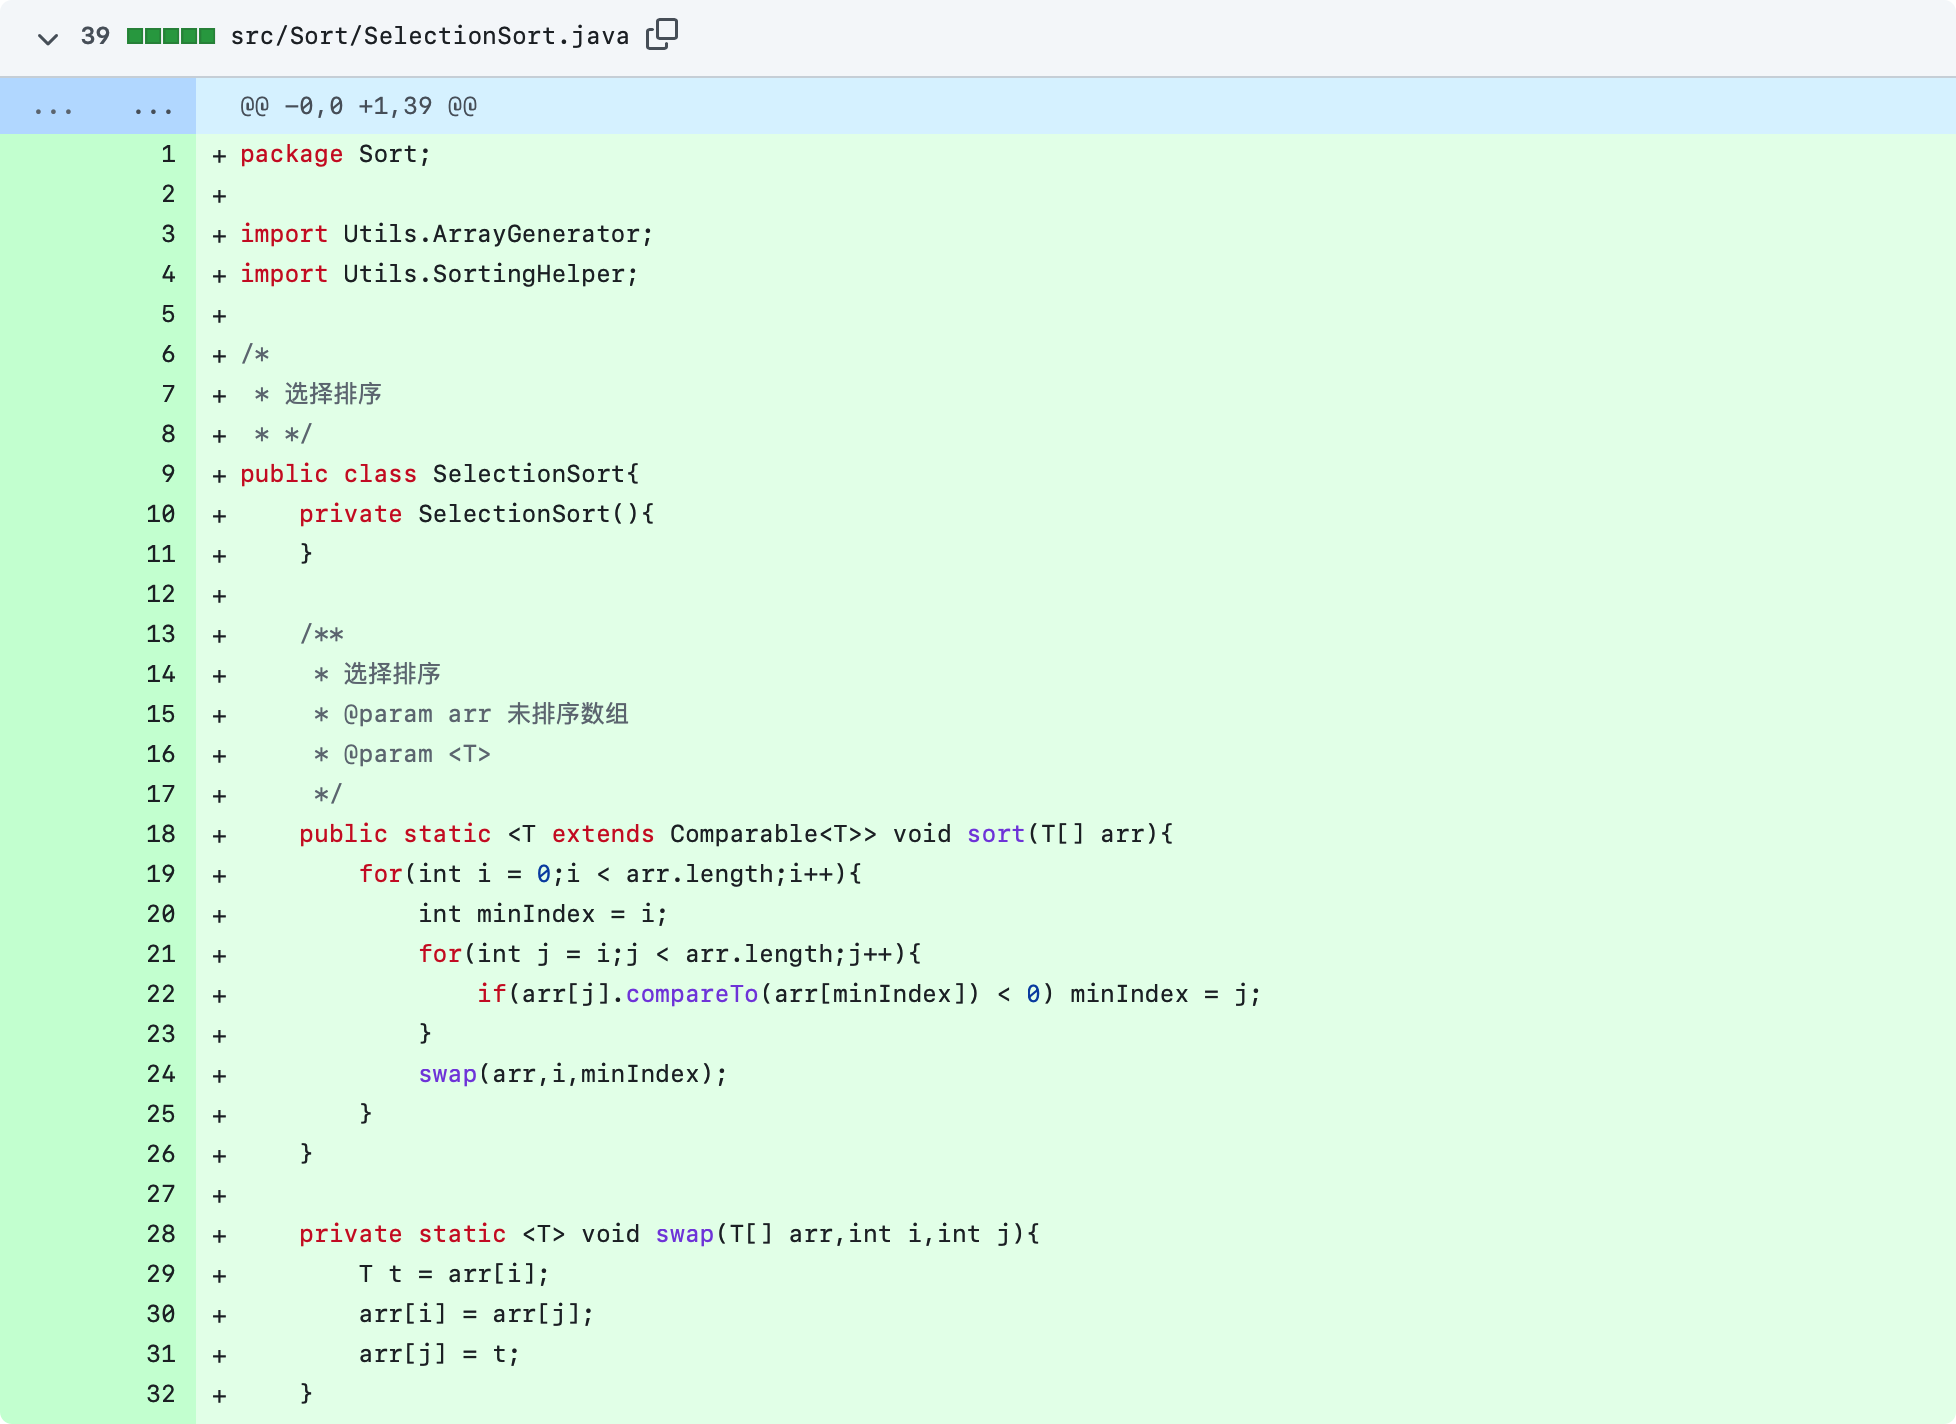 39 src/Sort/SelectionSort.java
... ... @@ -0,0 +1,39 @@
1 + package Sort;
2 +
3 + import Utils.ArrayGenerator;
4 + import Utils.SortingHelper;
5 +
6 + /*
7 +  * 选择排序
8 +  * */
9 + public class SelectionSort{
10 +     private SelectionSort(){
11 +     }
12 +
13 +     /**
14 +      * 选择排序
15 +      * @param arr 未排序数组
16 +      * @param <T>
17 +      */
18 +     public static <T extends Comparable<T>> void sort(T[] arr){
19 +         for(int i = 0;i < arr.length;i++){
20 +             int minIndex = i;
21 +             for(int j = i;j < arr.length;j++){
22 +                 if(arr[j].compareTo(arr[minIndex]) < 0) minIndex = j;
23 +             }
24 +             swap(arr,i,minIndex);
25 +         }
26 +     }
27 +
28 +     private static <T> void swap(T[] arr,int i,int j){
29 +         T t = arr[i];
30 +         arr[i] = arr[j];
31 +         arr[j] = t;
32 +     }